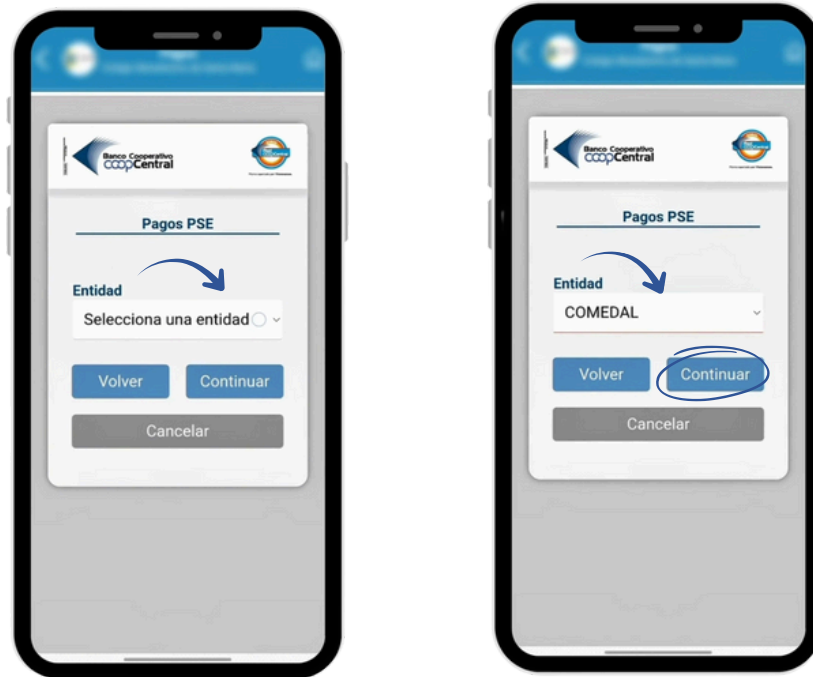 Banco Cooperativo
coopCentral
Pagos PSE
Entidad
Selecciona una entidad
Volver
Continuar
Cancelar
Pagos
Banco Cooperativo
coopCentral
Pagos PSE
Entidad
COMEDAL
Volver
Continuar
Cancelar